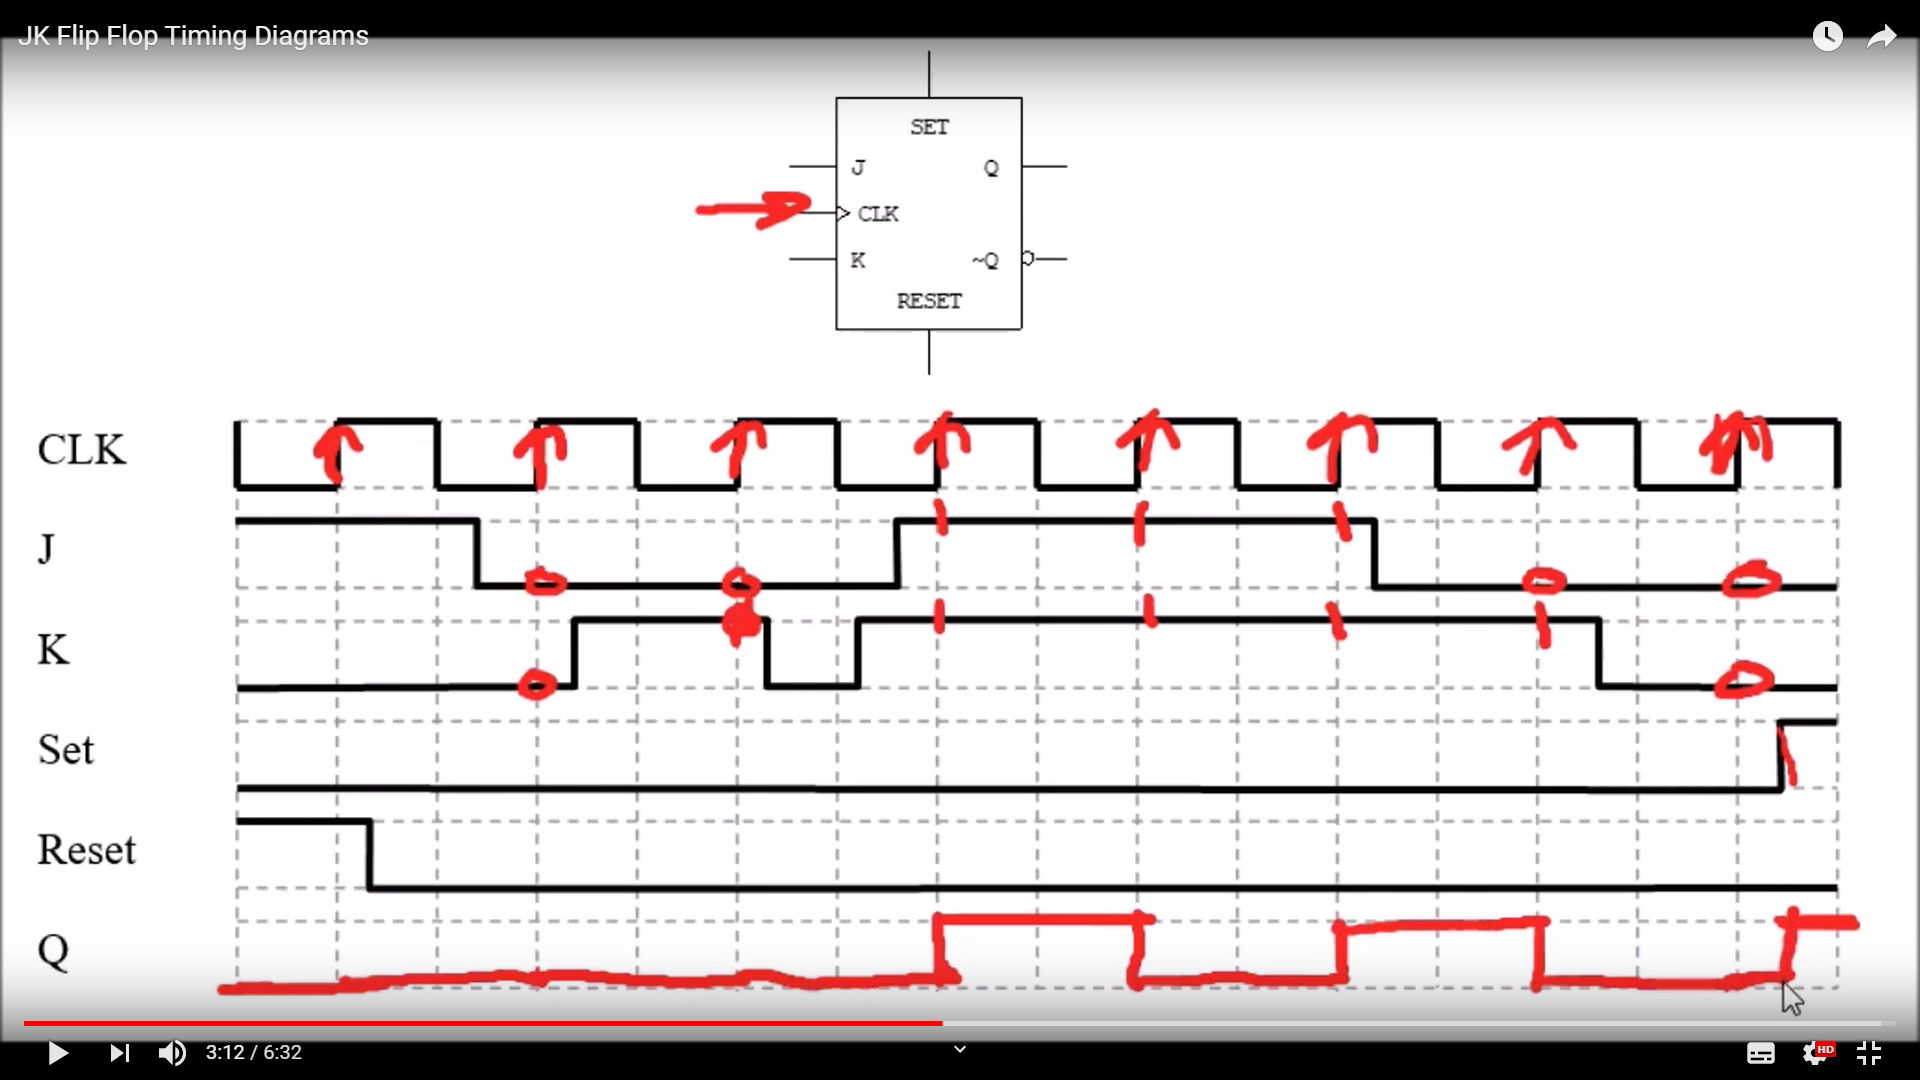 JK Flip Flop Timing Diagrams
SET
J Q
CLK
K ~Q
RESET
CLK
J
K
Set
Reset
Q
3:12 / 6:32
HD